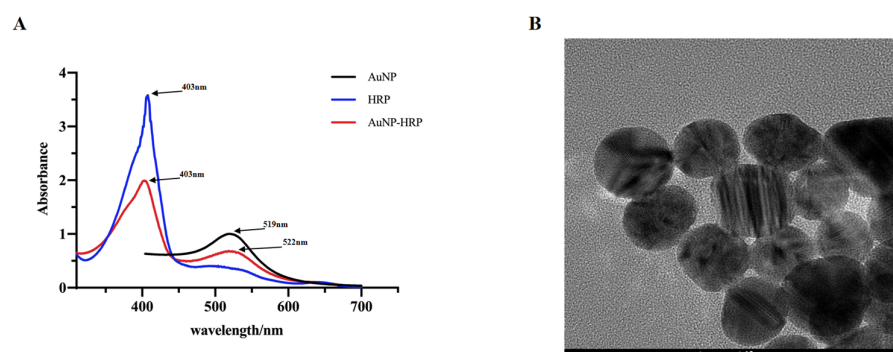 A
B
4
3
2
1
0
Absorbance
400
500
600
700
wavelength/nm
403nm
403nm
519nm
522nm
AuNP
HRP
AuNP-HRP